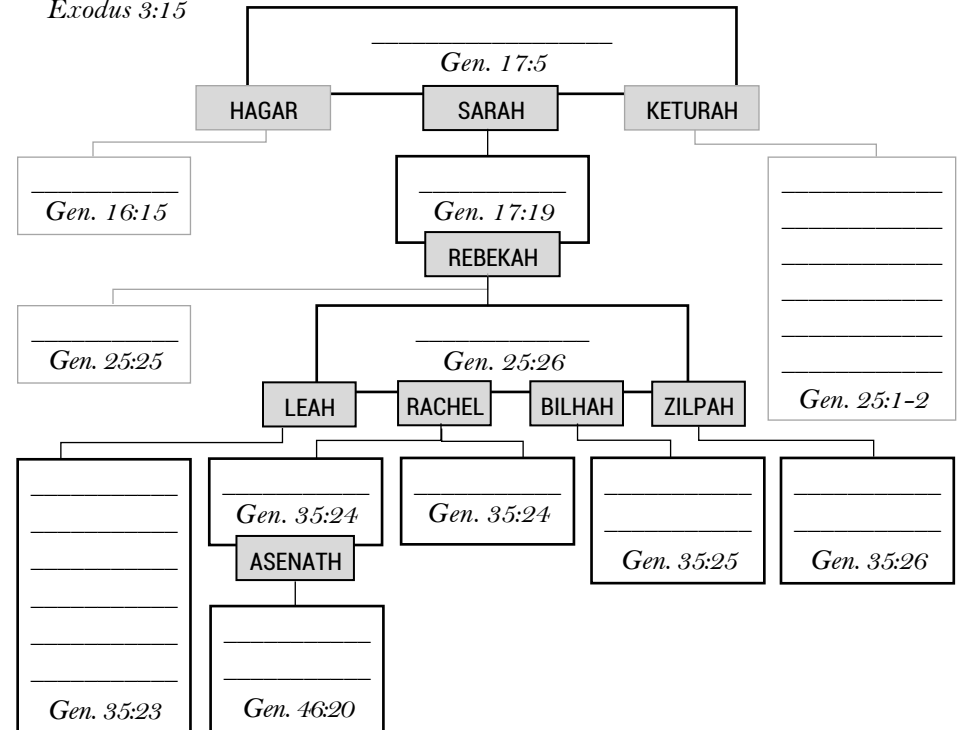 Exodus 3:15
Gen. 17:5
HAGAR SARAH KETURAH
Gen. 16:15
Gen. 17:19
REBEKAH
Gen. 25:25
Gen. 25:26
Gen. 25:1-2
LEAH RACHEL BILHAH ZILPAH
Gen. 35:24
Gen. 35:24
ASENATH
Gen. 35:25
Gen. 35:26
Gen. 35:23
Gen. 46:20